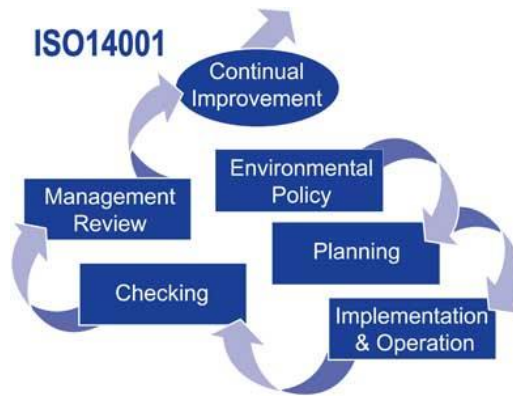 ISO14001
Continual
Improvement
Environmental
Policy
Management
Review
Planning
Checking
Implementation
& Operation